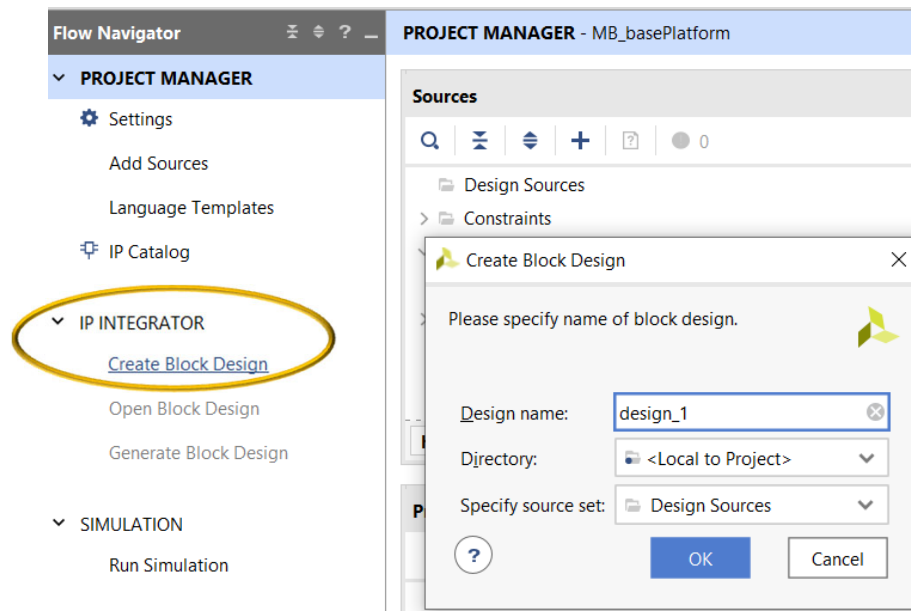 Flow Navigator
?
PROJECT MANAGER - MB_basePlatform
PROJECT MANAGER
Settings
Add Sources
Language Templates
IP Catalog
IP INTEGRATOR
Create Block Design
Open Block Design
Generate Block Design
SIMULATION
Run Simulation
Sources
? 0
Design Sources
Constraints
Create Block Design
Please specify name of block design.
Design name: design_1
Directory: <Local to Project>
Specify source set: Design Sources
?
OK Cancel